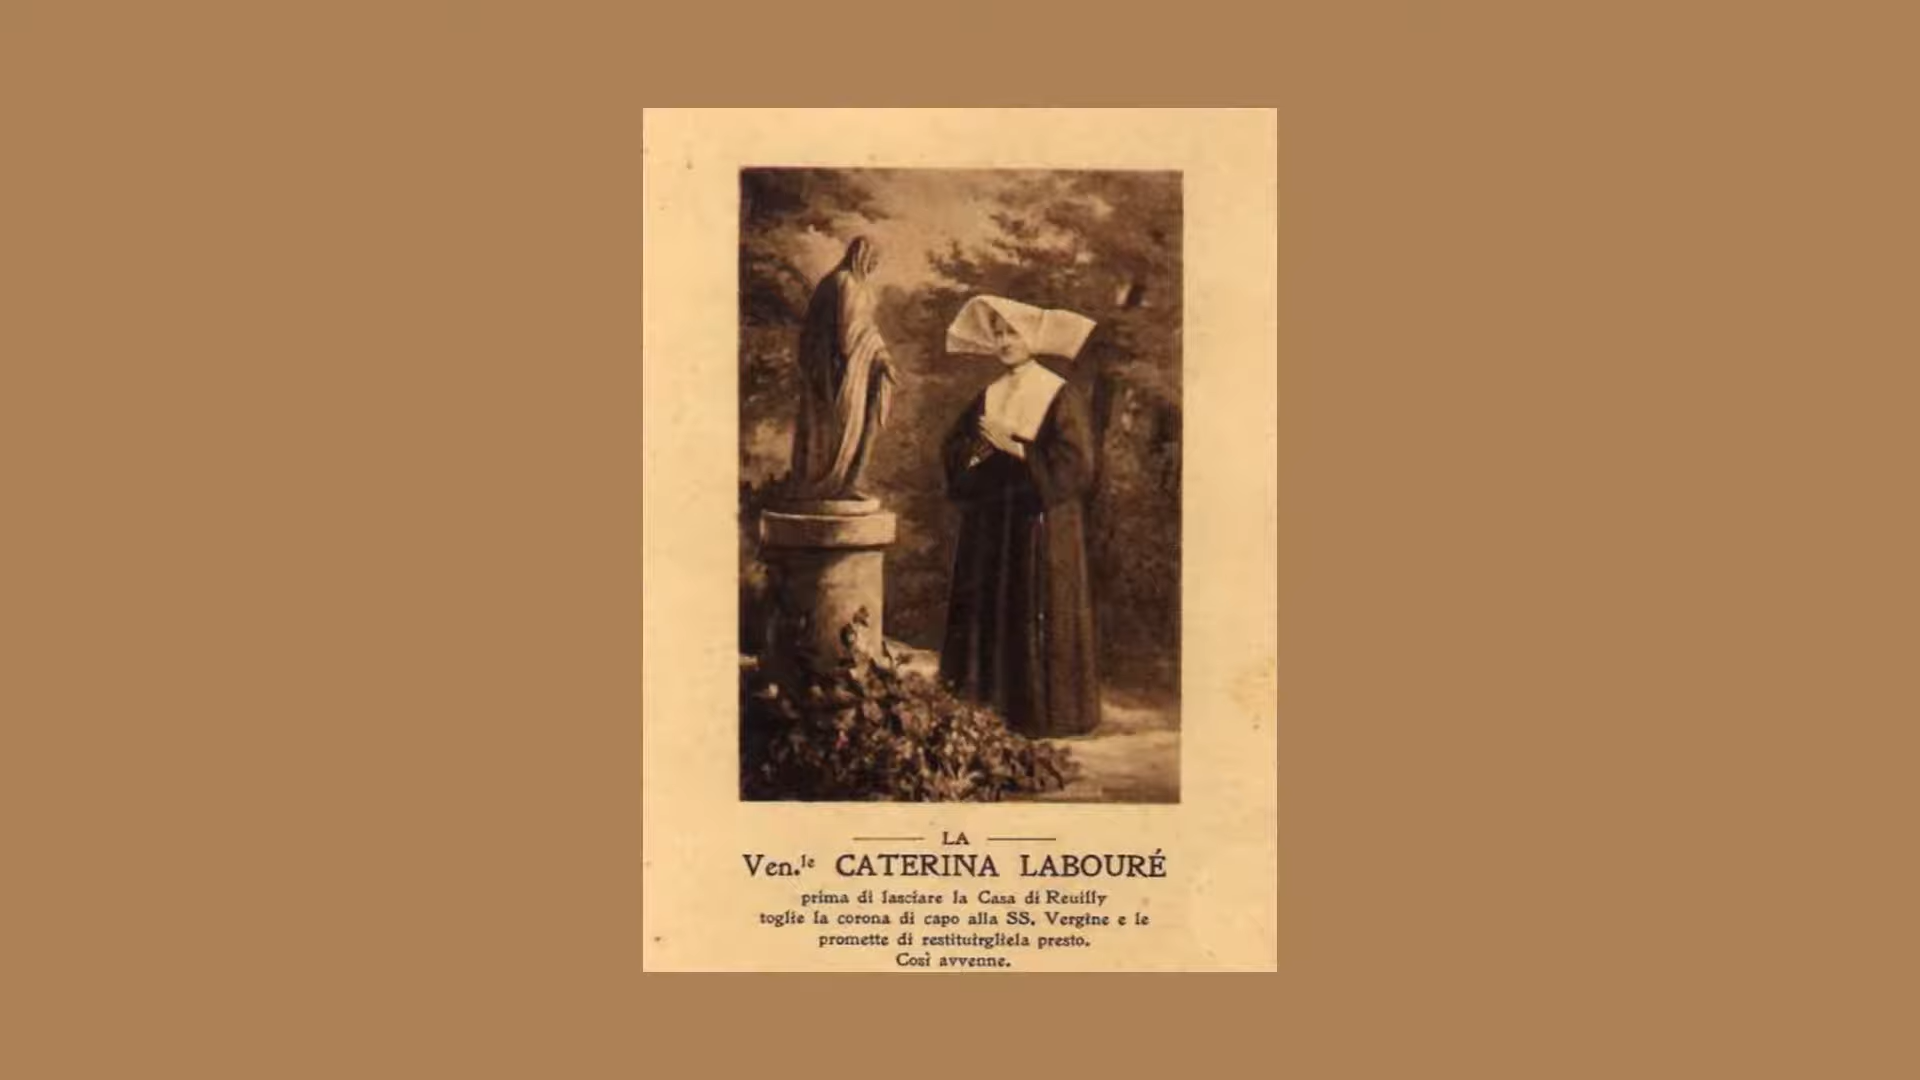 LA
Ven.le CATERINA LABOURÉ
prima di lasciare la Casa di Reuilly
toglie la corona di capo alla SS. Vergine e le
promette di restituirgliela presto.
Così avvenne.